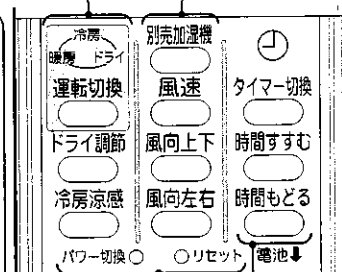 冷房
暖房 ドライ
運転切換
別売加湿機
風速
タイマー切換
ドライ調節
風向上下
時間すすむ
冷房涼感
風向左右
時間もどる
パワー切換
リセット
電池